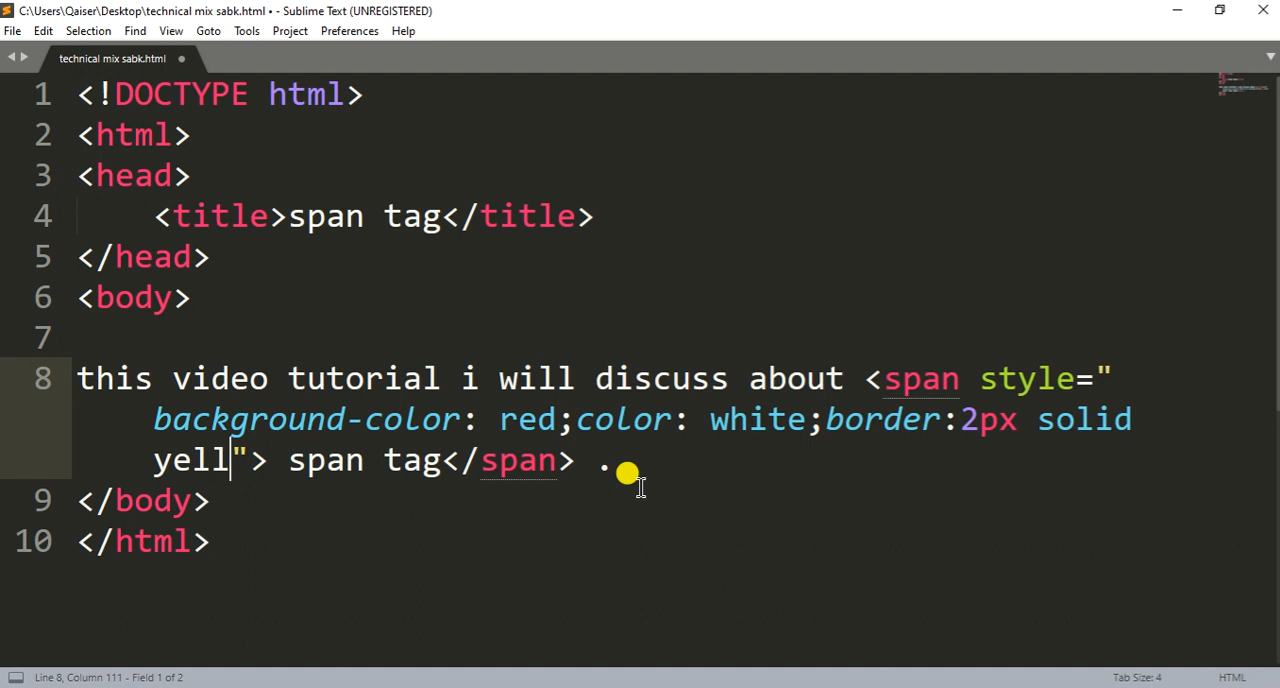 C:\Users\Qaiser\Desktop\technical mix sabk.html • - Sublime Text (UNREGISTERED)
File Edit Selection Find View Goto Tools Project Preferences Help
technical mix sabk.html
1 <!DOCTYPE html>
2 <html>
3 <head>
4 <title>span tag</title>
5 </head>
6 <body>
7
8 this video tutorial i will discuss about <span style="
background-color: red;color: white;border:2px solid
yell"> span tag</span> .
9 </body>
10 </html>
Line 8, Column 111 - Field 1 of 2 Tab Size: 4 HTML